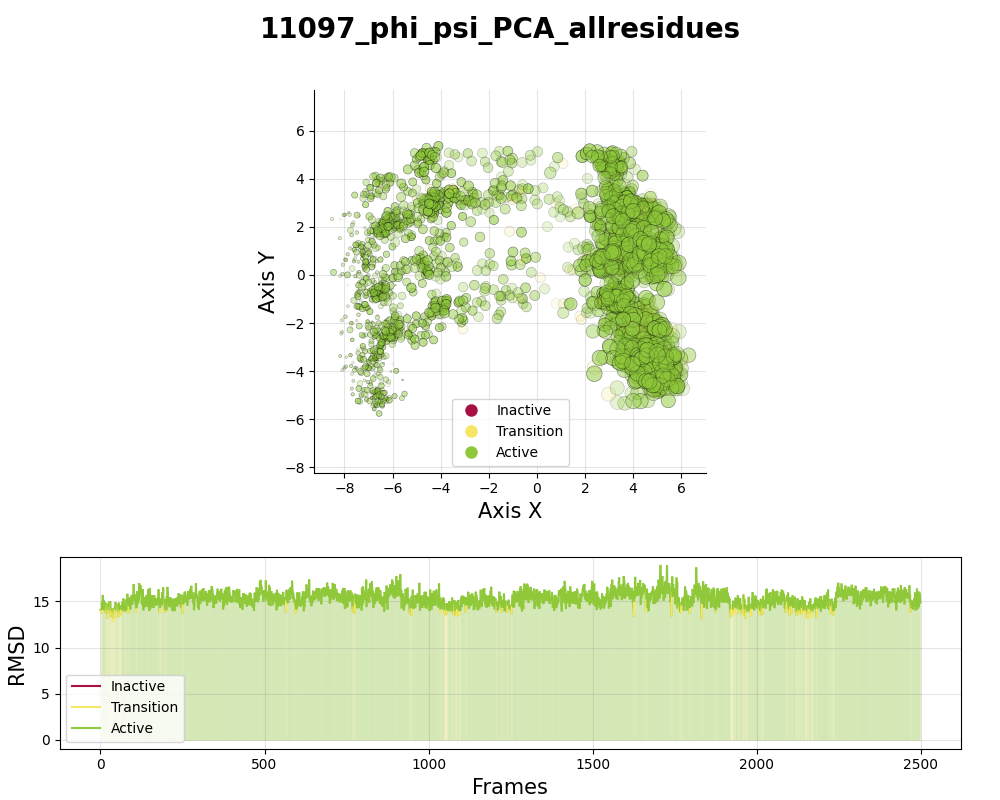 11097_phi_psi_PCA_allresidues
6
4
2
0
−2
−4
−6
−8
Axis Y
Inactive
Transition
Active
−8 −6 −4 −2 0 2 4 6
Axis X
15
10
5
0
RMSD
Inactive
Transition
Active
0 500 1000 1500 2000 2500
Frames